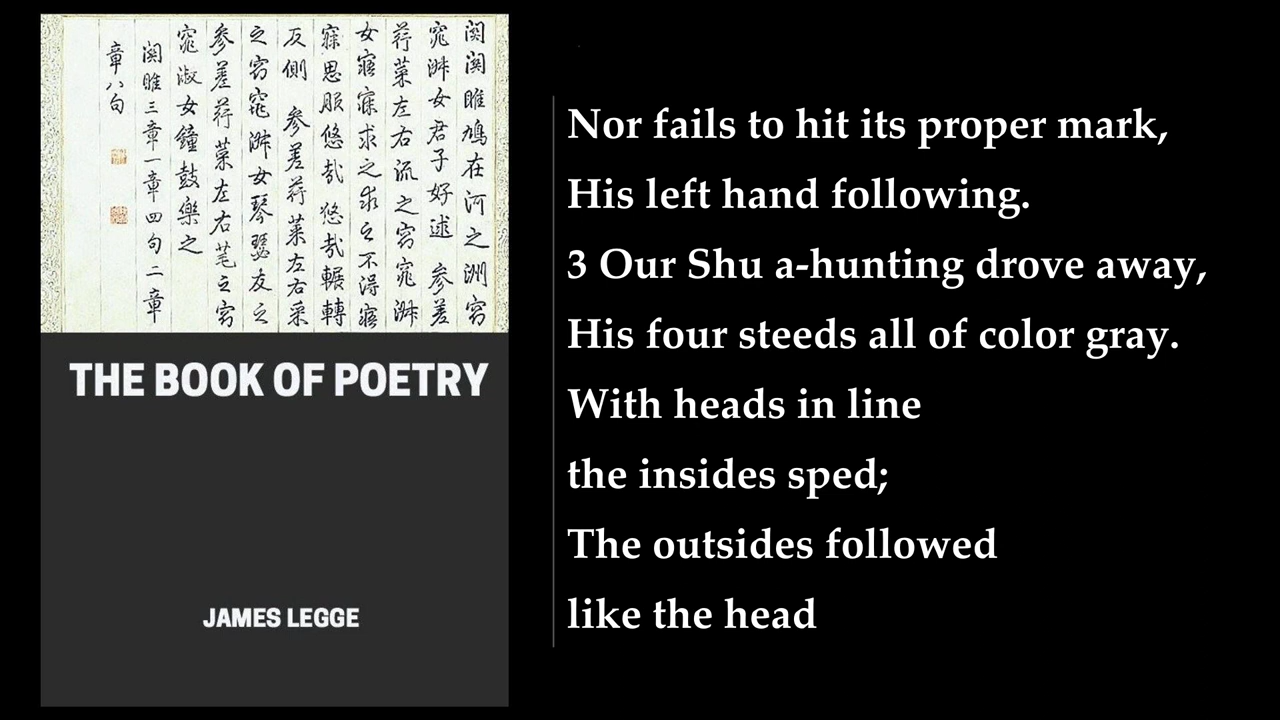 関関雎鳩在河之洲窈
窕淑女君子好逑 参差
荇菜左右流之窈窕淑
女寤寐求之求之不得寤
寐思服悠哉悠哉輾轉
反側 参差荇菜左右采
之窈窕淑女琴瑟友之
参差荇菜左右芼之窈
窕淑女鐘鼓樂之
関雎三章一章四句二章
章八句
THE BOOK OF POETRY
JAMES LEGGE
Nor fails to hit its proper mark,
His left hand following.
3 Our Shu a-hunting drove away,
His four steeds all of color gray.
With heads in line
the insides sped;
The outsides followed
like the head